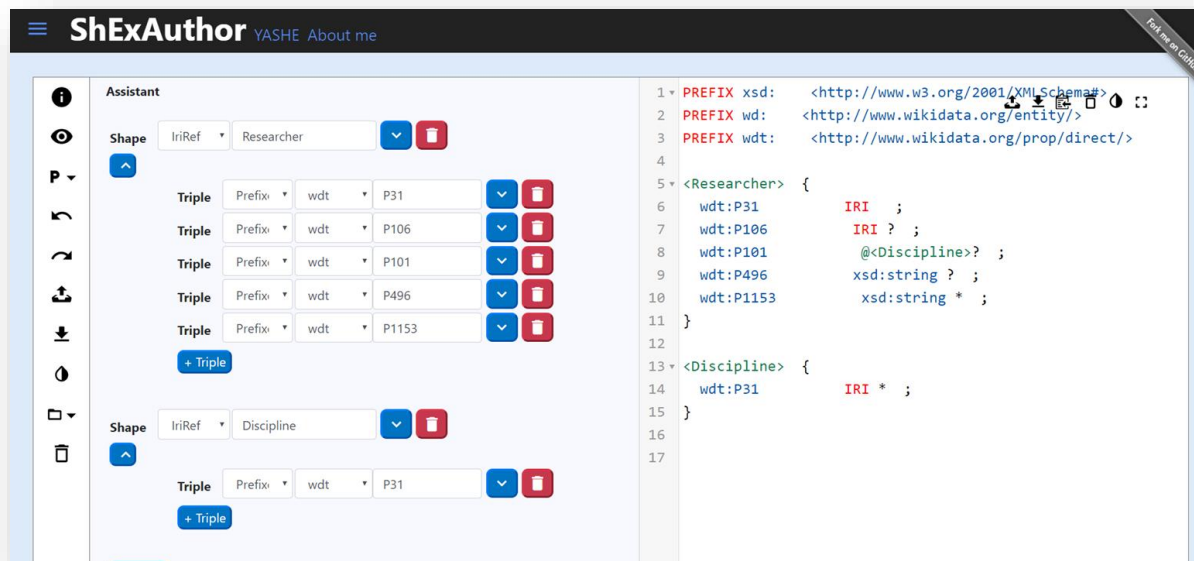 ShExAuthor YASHE About me
Fork me on GitHub
Assistant
Shape IriRef Researcher
P
Triple Prefix wdt P31
Triple Prefix wdt P106
Triple Prefix wdt P101
Triple Prefix wdt P496
Triple Prefix wdt P1153
+ Triple
Shape IriRef Discipline
Triple Prefix wdt P31
+ Triple
1 PREFIX xsd: <http://www.w3.org/2001/XMLSchema#>
2 PREFIX wd: <http://www.wikidata.org/entity/>
3 PREFIX wdt: <http://www.wikidata.org/prop/direct/>
4
5 <Researcher> {
6 wdt:P31 IRI ;
7 wdt:P106 IRI ? ;
8 wdt:P101 @<Discipline>? ;
9 wdt:P496 xsd:string ? ;
10 wdt:P1153 xsd:string * ;
11 }
12
13 <Discipline> {
14 wdt:P31 IRI * ;
15 }
16
17